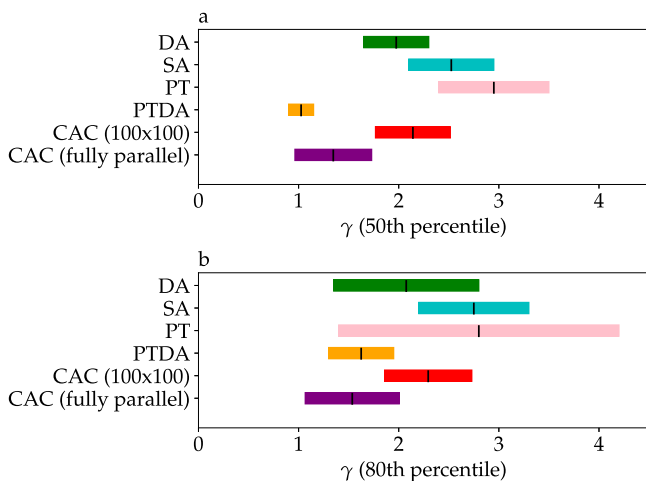 a
DA
SA
PT
PTDA
CAC (100x100)
CAC (fully parallel)
0 1 2 3 4
γ (50th percentile)
b
DA
SA
PT
PTDA
CAC (100x100)
CAC (fully parallel)
0 1 2 3 4
γ (80th percentile)